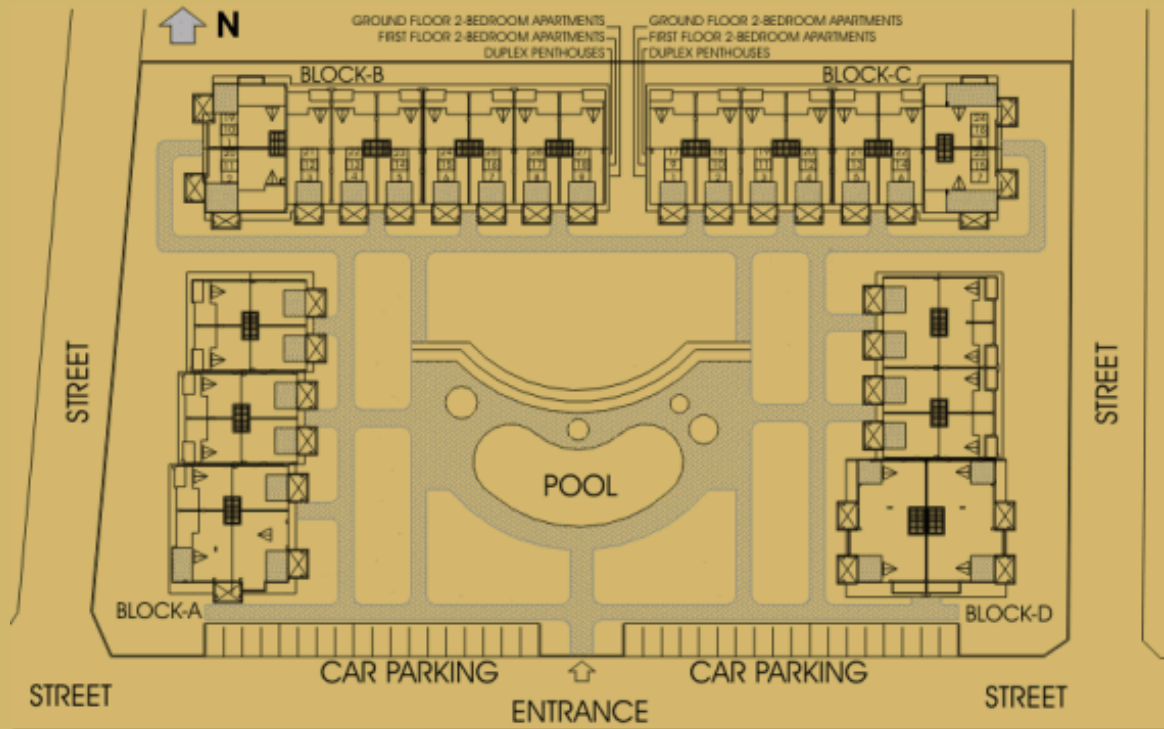 N
GROUND FLOOR 2-BEDROOM APARTMENTS
FIRST FLOOR 2-BEDROOM APARTMENTS
DUPLEX PENTHOUSES
GROUND FLOOR 2-BEDROOM APARTMENTS
FIRST FLOOR 2-BEDROOM APARTMENTS
DUPLEX PENTHOUSES
BLOCK-B
BLOCK-C
STREET
STREET
POOL
BLOCK-A
BLOCK-D
CAR PARKING
CAR PARKING
STREET
STREET
ENTRANCE